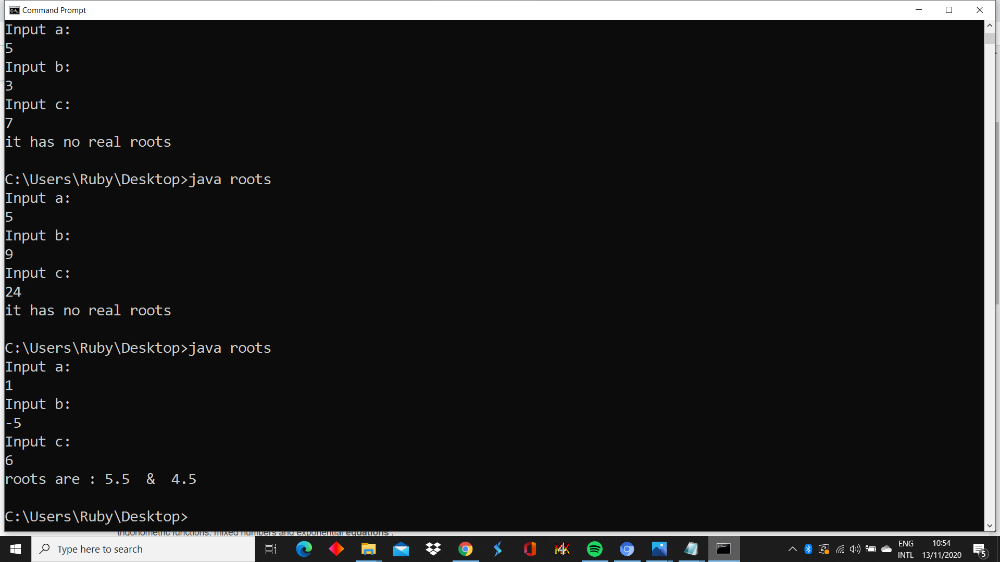 Command Prompt
Input a:
5
Input b:
3
Input c:
7
it has no real roots
C:\Users\Ruby\Desktop>java roots
Input a:
5
Input b:
9
Input c:
24
it has no real roots
C:\Users\Ruby\Desktop>java roots
Input a:
1
Input b:
-5
Input c:
6
roots are : 5.5  &  4.5
C:\Users\Ruby\Desktop>
trigonometric functions, mixed numbers and exponential equations .
Type here to search
M4K
ENG
INTL
10:54
13/11/2020
5